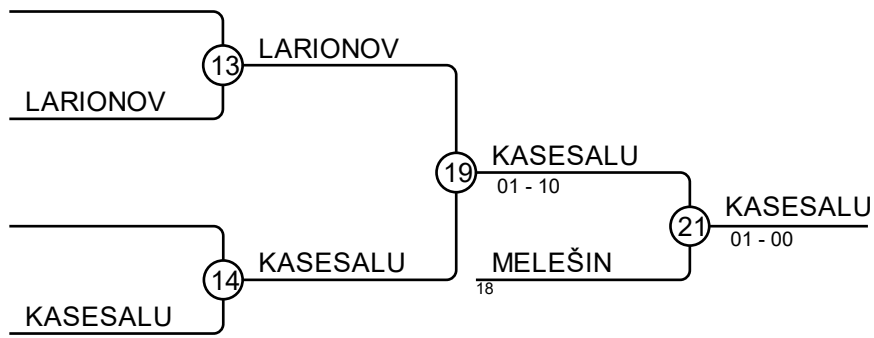 LARIONOV
13
LARIONOV
KASESALU
19
01 - 10
KASESALU
21
01 - 00
MELEŠIN
18
KASESALU
14
KASESALU